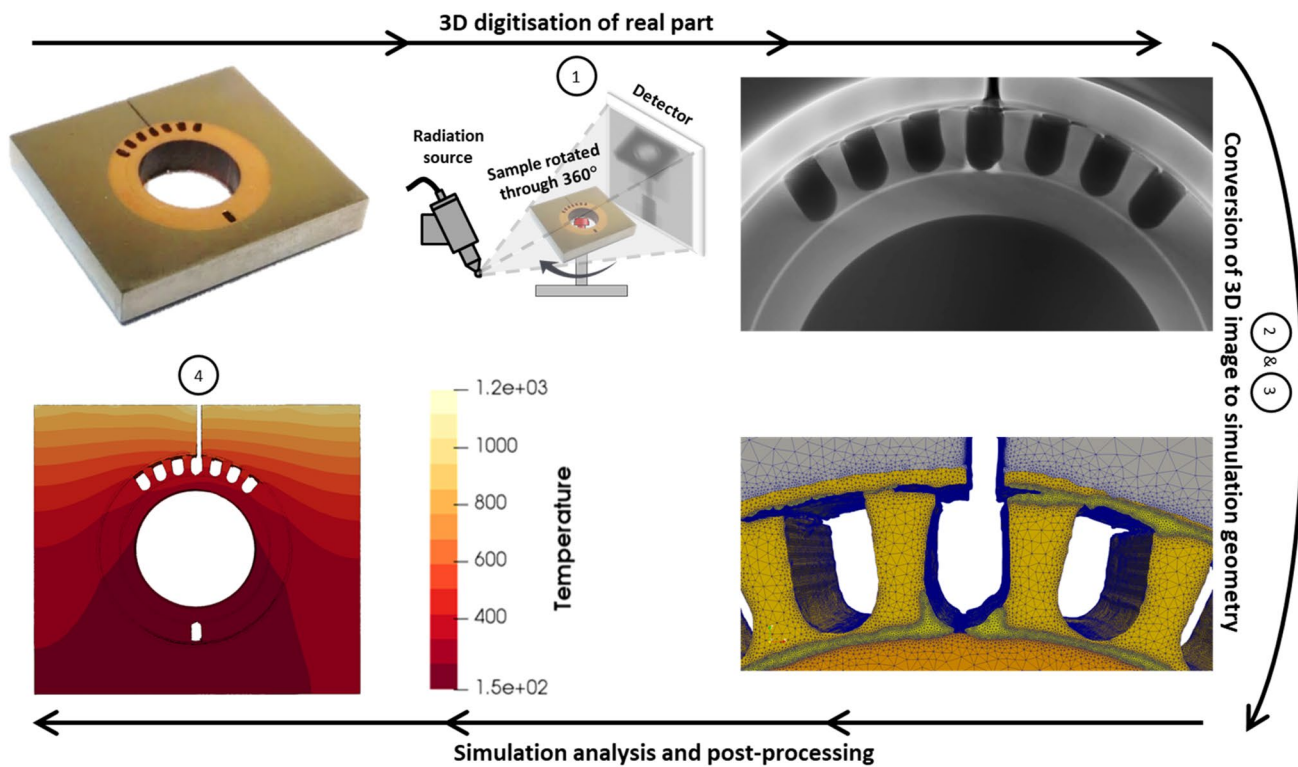 3D digitisation of real part
1
Detector
Radiation
source
Sample rotated
through 360°
Conversion of 3D image to simulation geometry
2
&
3
4
1.2e+03
1000
800
600
400
1.5e+02
Temperature
Simulation analysis and post-processing